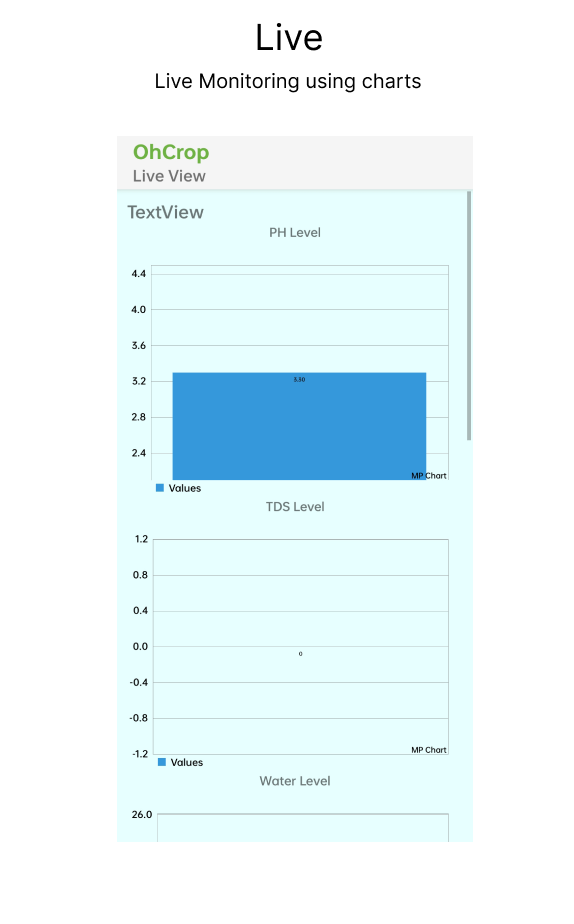 Live
Live Monitoring using charts
OhCrop
Live View
TextView
PH Level
4.4
4.0
3.6
3.2
3.30
2.8
2.4
MP Chart
Values
TDS Level
1.2
0.8
0.4
0.0
0
-0.4
-0.8
-1.2
MP Chart
Values
Water Level
26.0